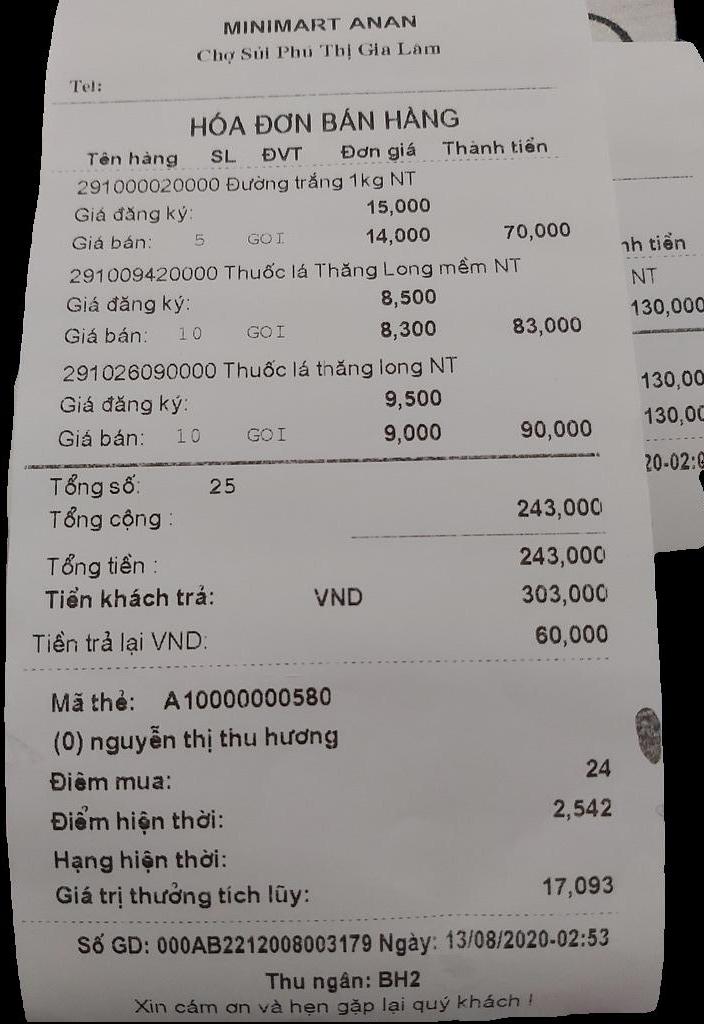 MINIMART ANAN
Chợ Sủi Phú Thị Gia Lâm
Tel:
HÓA ĐƠN BÁN HÀNG
Tên hàng SL ĐVT Đơn giá Thành tiền
291000020000 Đường trắng 1kg NT
Giá đăng ký: 15,000
Giá bán: 5 GOI 14,000 70,000
291009420000 Thuốc lá Thăng Long mềm NT
Giá đăng ký: 8,500
Giá bán: 10 GOI 8,300 83,000
291026090000 Thuốc lá thăng long NT
Giá đăng ký: 9,500
Giá bán: 10 GOI 9,000 90,000
Tổng số: 25
Tổng cộng : 243,000
Tổng tiền : 243,000
Tiền khách trả: VND 303,000
Tiền trả lại VND: 60,000
Mã thẻ: A10000000580
(0) nguyễn thị thu hương
Điểm mua: 24
Điểm hiện thời: 2,542
Hạng hiện thời:
Giá trị thưởng tích lũy: 17,093
Số GD: 000AB2212008003179 Ngày: 13/08/2020-02:53
Thu ngân: BH2
Xin cám ơn và hẹn gặp lại quý khách !
nh tiền
NT
130,000
130,00
130,00
20-02:0